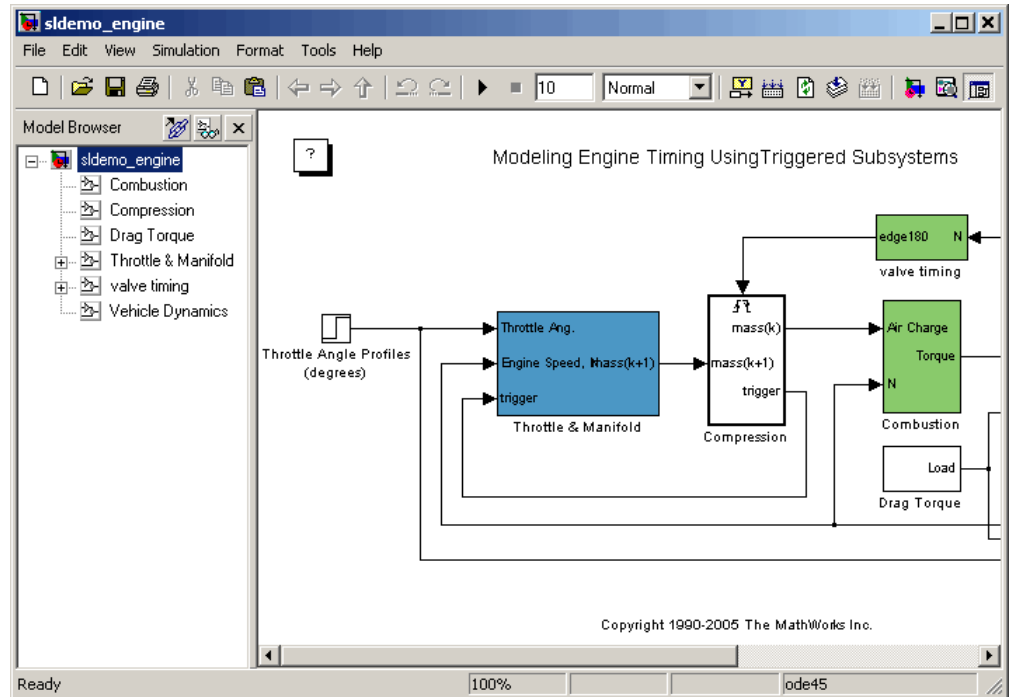 sldemo_engine
File Edit View Simulation Format Tools Help
10 Normal
Model Browser
sldemo_engine
Combustion
Compression
Drag Torque
Throttle & Manifold
valve timing
Vehicle Dynamics
?
Modeling Engine Timing UsingTriggered Subsystems
edge180 N
valve timing
Throttle Angle Profiles
(degrees)
Throttle Ang.
Engine Speed, mass(k+1)
trigger
Throttle & Manifold
mass(k)
mass(k+1)
trigger
Compression
Air Charge
Torque
N
Combustion
Load
Drag Torque
Copyright 1990-2005 The MathWorks Inc.
Ready 100% ode45